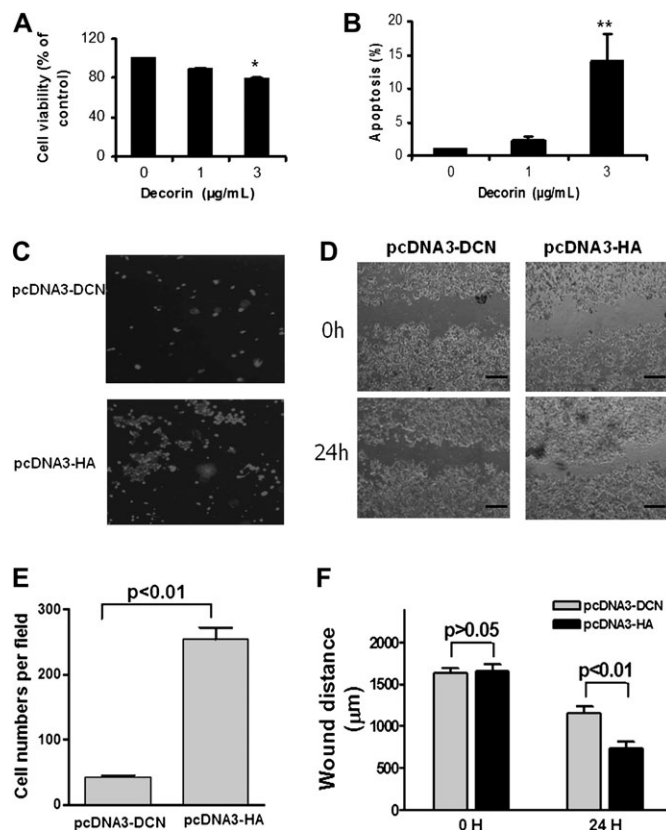 A
Cell viability (% of
control)
120
80
40
0
*
0 1 3
Decorin (µg/mL)
B
Apoptosis (%)
20
15
10
5
0
**
0 1 3
Decorin (µg/mL)
C
pcDNA3-DCN
pcDNA3-HA
D
pcDNA3-DCN pcDNA3-HA
0h
24h
E
p<0.01
Cell numbers per field
300
200
100
0
pcDNA3-DCN pcDNA3-HA
F
pcDNA3-DCN
pcDNA3-HA
p>0.05
p<0.01
Wound distance
(µm)
2000
1500
1000
500
0
0 H 24 H